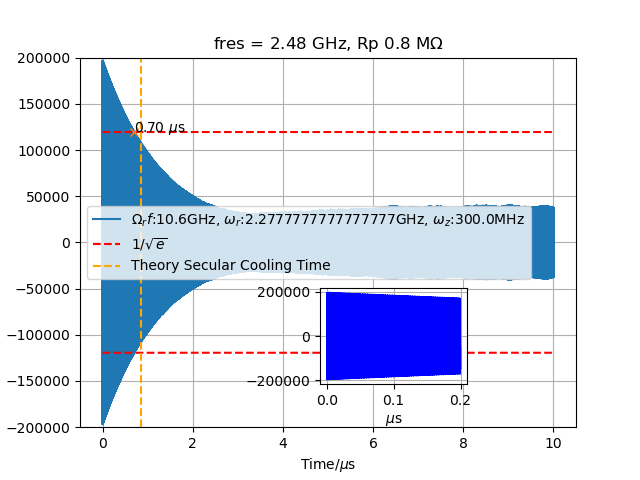 fres = 2.48 GHz, Rp 0.8 MΩ
200000
150000
100000
50000
0
−50000
−100000
−150000
−200000
0.70 μs
Ω_rf:10.6GHz, ω_r:2.2777777777777777GHz, ω_z:300.0MHz
1/√e
Theory Secular Cooling Time
200000
0
−200000
0.0 0.1 0.2
μs
0 2 4 6 8 10
Time/μs